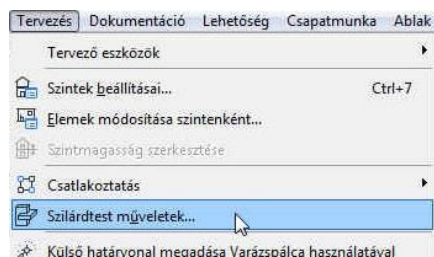 Tervezés Dokumentáció Lehetőség Csapatmunka Ablak
Tervező eszközök
Szintek beállításai... Ctrl+7
Elemek módosítása szintenként...
Szintmagasság szerkesztése
Csatlakoztatás
Szilárdtest műveletek...
Külső határvonal megadása Varázspálca használatával